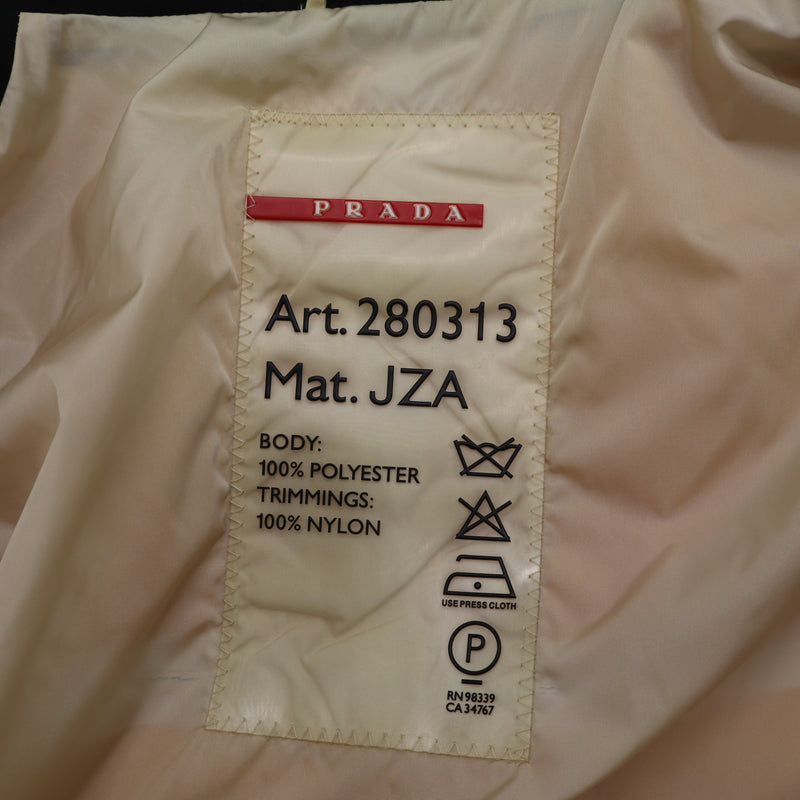 PRADA
Art. 280313
Mat. JZA
BODY:
100% POLYESTER
TRIMMINGS:
100% NYLON
USE PRESS CLOTH
P
RN 98339
CA 34767